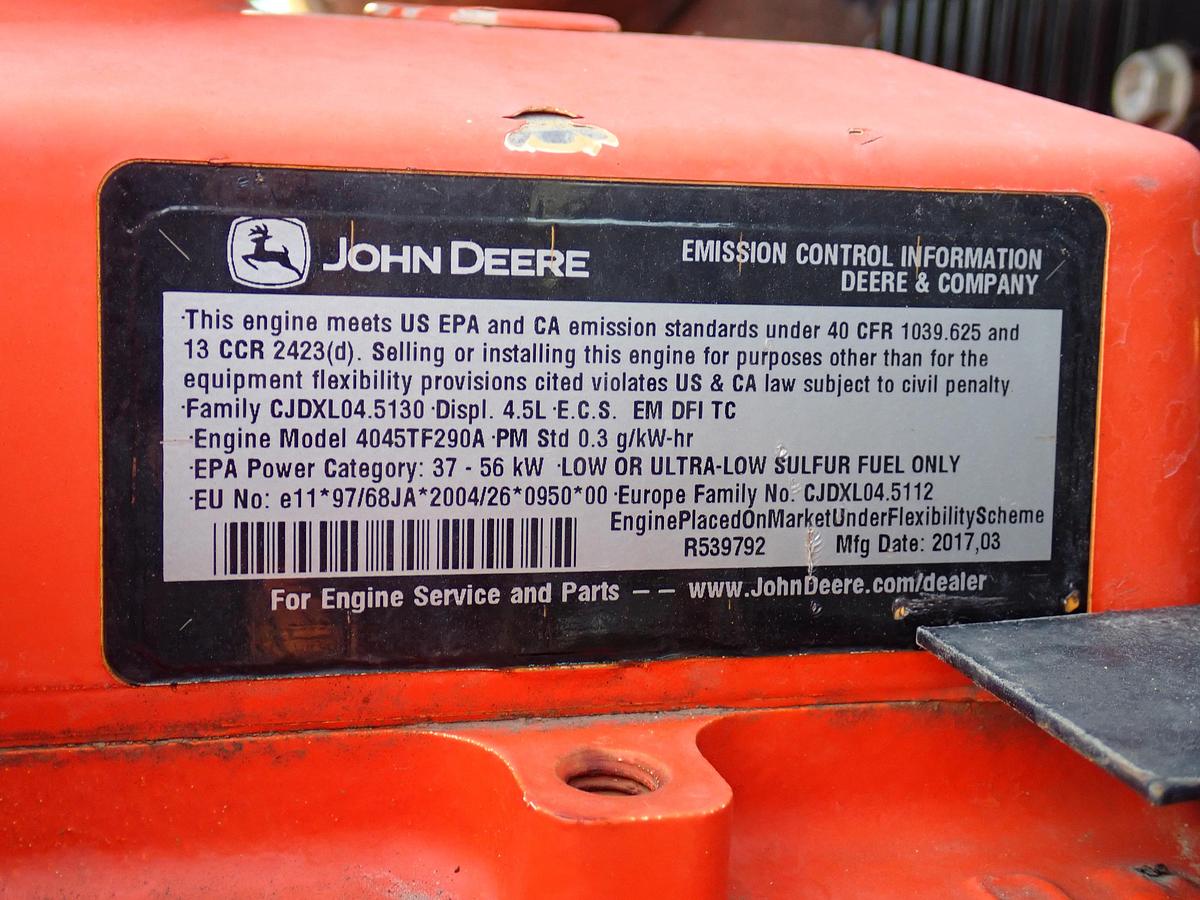 JOHN DEERE
EMISSION CONTROL INFORMATION
DEERE & COMPANY
·This engine meets US EPA and CA emission standards under 40 CFR 1039.625 and
13 CCR 2423(d). Selling or installing this engine for purposes other than for the
equipment flexibility provisions cited violates US & CA law subject to civil penalty
·Family CJDXL04.5130 ·Displ. 4.5L ·E.C.S. EM DFI TC
·Engine Model 4045TF290A ·PM Std 0.3 g/kW-hr
·EPA Power Category: 37 - 56 kW ·LOW OR ULTRA-LOW SULFUR FUEL ONLY
·EU No: e11*97/68JA*2004/26*0950*00 ·Europe Family No: CJDXL04.5112
EnginePlacedOnMarketUnderFlexibilityScheme
R539792 Mfg Date: 2017,03
For Engine Service and Parts – – www.JohnDeere.com/dealer